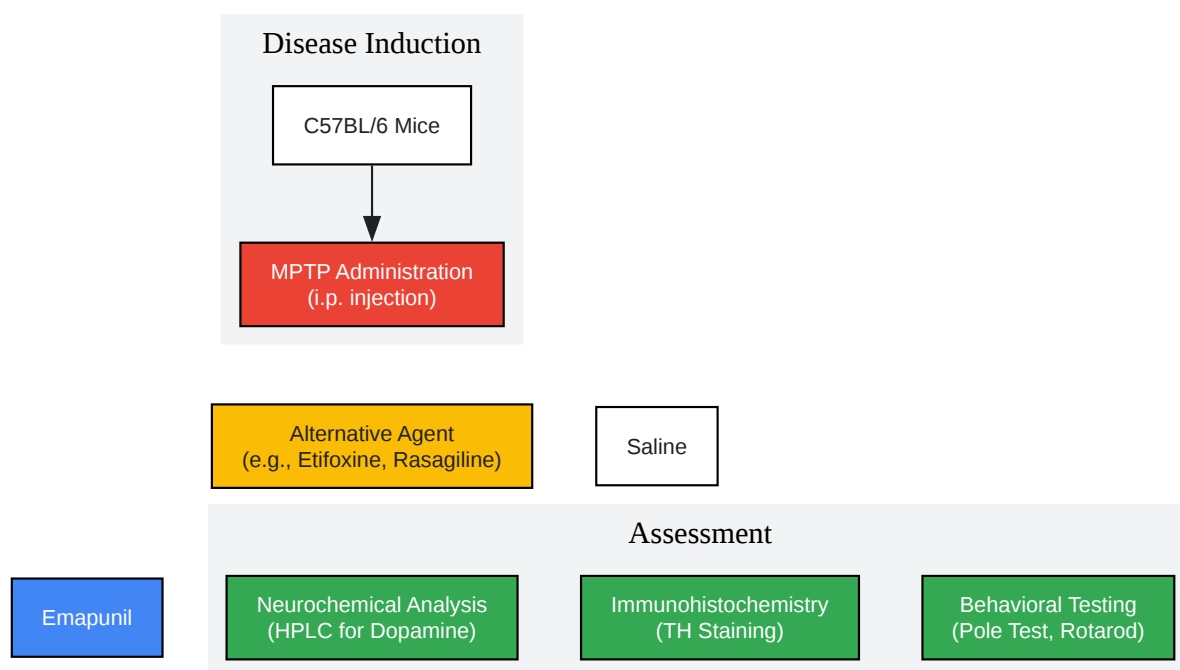 Disease Induction
C57BL/6 Mice
MPTP Administration
(i.p. injection)
Alternative Agent
(e.g., Etifoxine, Rasagiline)
Saline
Assessment
Emapunil
Neurochemical Analysis
(HPLC for Dopamine)
Immunohistochemistry
(TH Staining)
Behavioral Testing
(Pole Test, Rotarod)